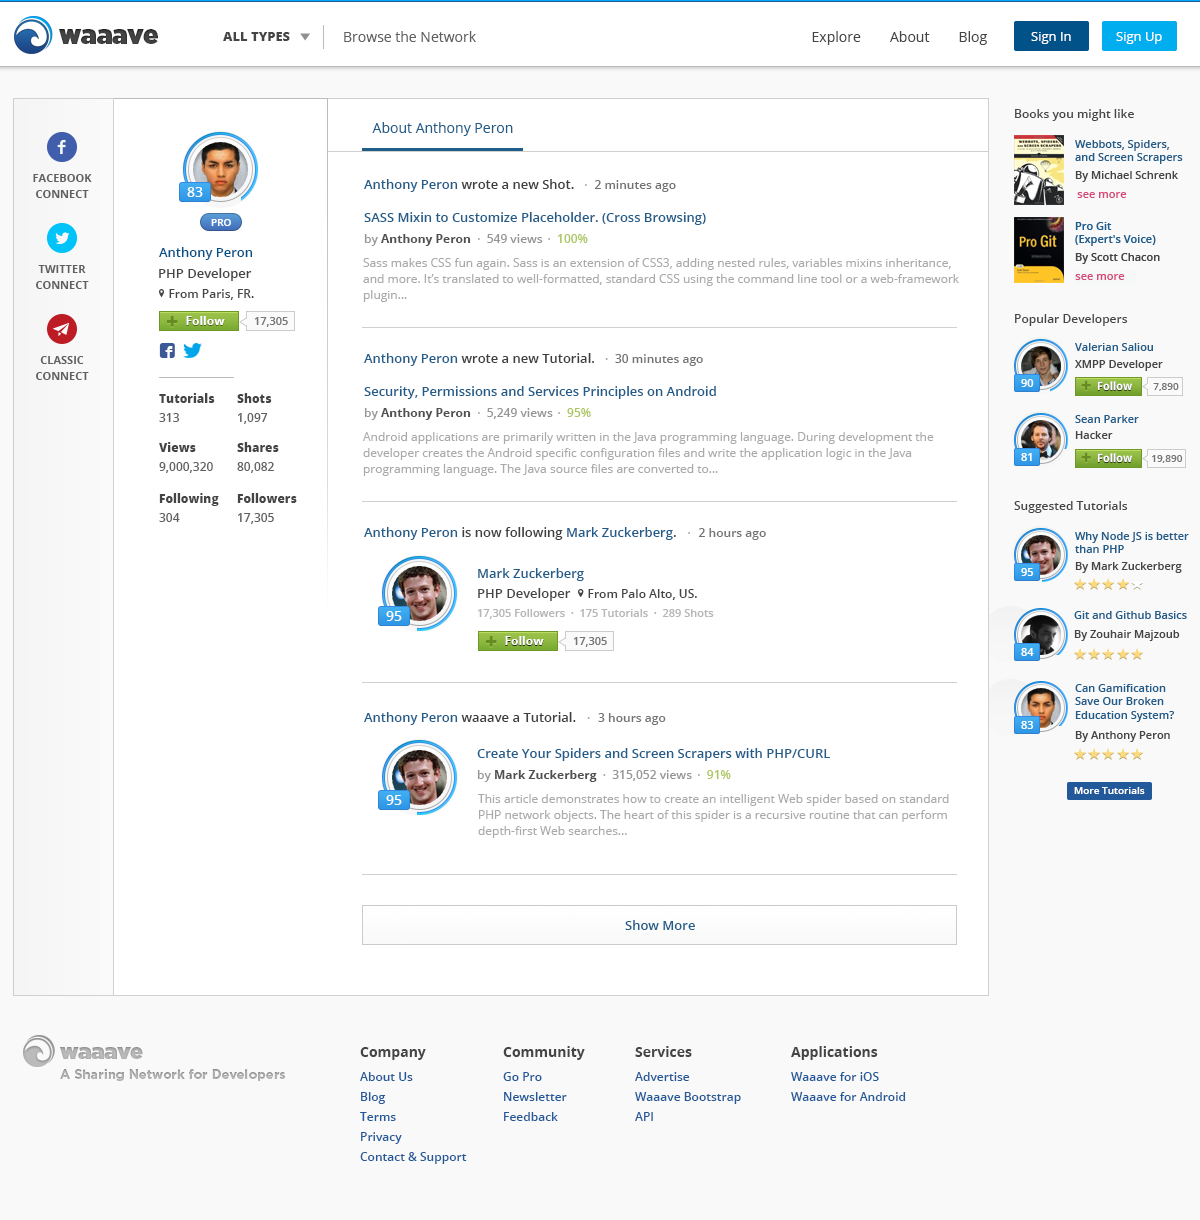 waaave
ALL TYPES
Browse the Network
Explore
About
Blog
Sign In
Sign Up
FACEBOOK
CONNECT
TWITTER
CONNECT
CLASSIC
CONNECT
83
PRO
Anthony Peron
PHP Developer
From Paris, FR.
Follow 17,305
Tutorials Shots
313 1,097
Views Shares
9,000,320 80,082
Following Followers
304 17,305
About Anthony Peron
Anthony Peron wrote a new Shot. · 2 minutes ago
SASS Mixin to Customize Placeholder. (Cross Browsing)
by Anthony Peron · 549 views · 100%
Sass makes CSS fun again. Sass is an extension of CSS3, adding nested rules, variables mixins inheritance,
and more. It's translated to well-formatted, standard CSS using the command line tool or a web-framework
plugin...
Anthony Peron wrote a new Tutorial. · 30 minutes ago
Security, Permissions and Services Principles on Android
by Anthony Peron · 5,249 views · 95%
Android applications are primarily written in the Java programming language. During development the
developer creates the Android specific configuration files and write the application logic in the Java
programming language. The Java source files are converted to...
Anthony Peron is now following Mark Zuckerberg. · 2 hours ago
95
Mark Zuckerberg
PHP Developer From Palo Alto, US.
17,305 Followers · 175 Tutorials · 289 Shots
Follow 17,305
Anthony Peron waaave a Tutorial. · 3 hours ago
95
Create Your Spiders and Screen Scrapers with PHP/CURL
by Mark Zuckerberg · 315,052 views · 91%
This article demonstrates how to create an intelligent Web spider based on standard
PHP network objects. The heart of this spider is a recursive routine that can perform
depth-first Web searches...
Show More
Books you might like
WEBBOTS, SPIDERS,
AND SCREEN SCRAPERS
Webbots, Spiders,
and Screen Scrapers
By Michael Schrenk
see more
Pro Git
Pro Git
(Expert's Voice)
By Scott Chacon
see more
Popular Developers
90
Valerian Saliou
XMPP Developer
Follow 7,890
81
Sean Parker
Hacker
Follow 19,890
Suggested Tutorials
95
Why Node JS is better
than PHP
By Mark Zuckerberg
84
Git and Github Basics
By Zouhair Majzoub
83
Can Gamification
Save Our Broken
Education System?
By Anthony Peron
More Tutorials
waaave
A Sharing Network for Developers
Company
About Us
Blog
Terms
Privacy
Contact & Support
Community
Go Pro
Newsletter
Feedback
Services
Advertise
Waaave Bootstrap
API
Applications
Waaave for iOS
Waaave for Android